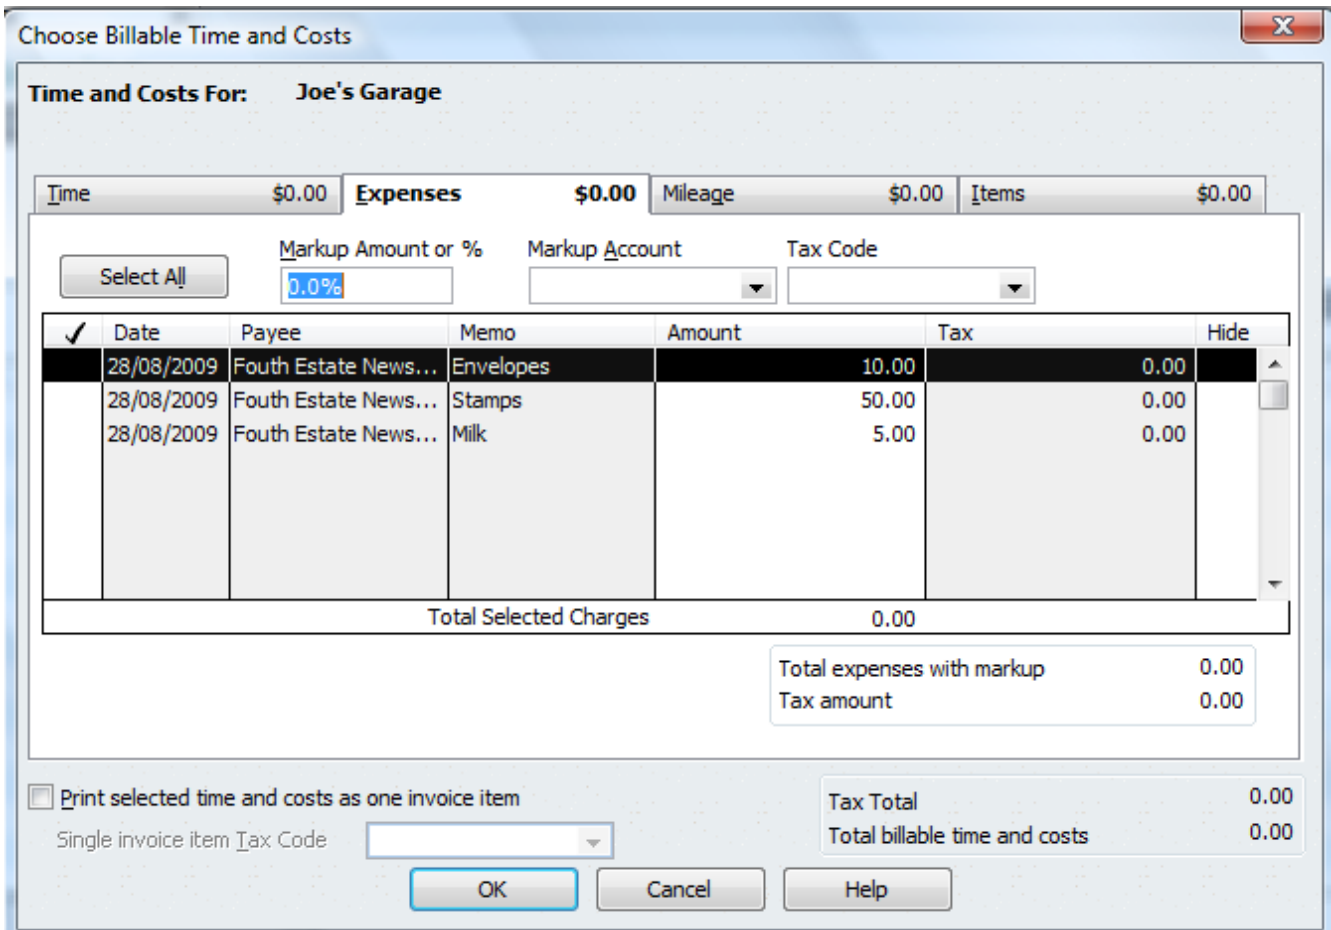 Choose Billable Time and Costs
Time and Costs For: Joe's Garage
Time $0.00 Expenses $0.00 Mileage $0.00 Items $0.00
Markup Amount or % Markup Account Tax Code
Select All 0.0%
✓ Date Payee Memo Amount Tax Hide
28/08/2009 Fouth Estate News... Envelopes 10.00 0.00
28/08/2009 Fouth Estate News... Stamps 50.00 0.00
28/08/2009 Fouth Estate News... Milk 5.00 0.00
Total Selected Charges 0.00
Total expenses with markup 0.00
Tax amount 0.00
Print selected time and costs as one invoice item
Single invoice item Tax Code
Tax Total 0.00
Total billable time and costs 0.00
OK Cancel Help